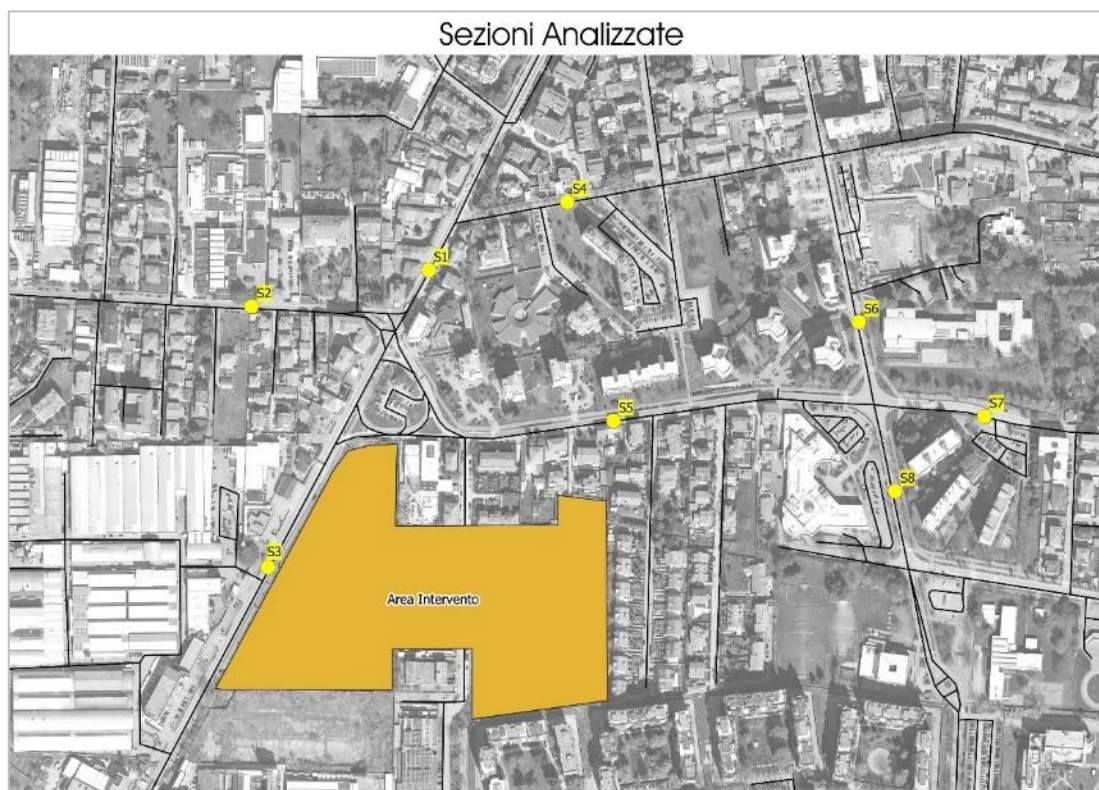 Sezioni Analizzate
S4
S1
S2
S6
S7
S5
S8
S3
Area Intervento